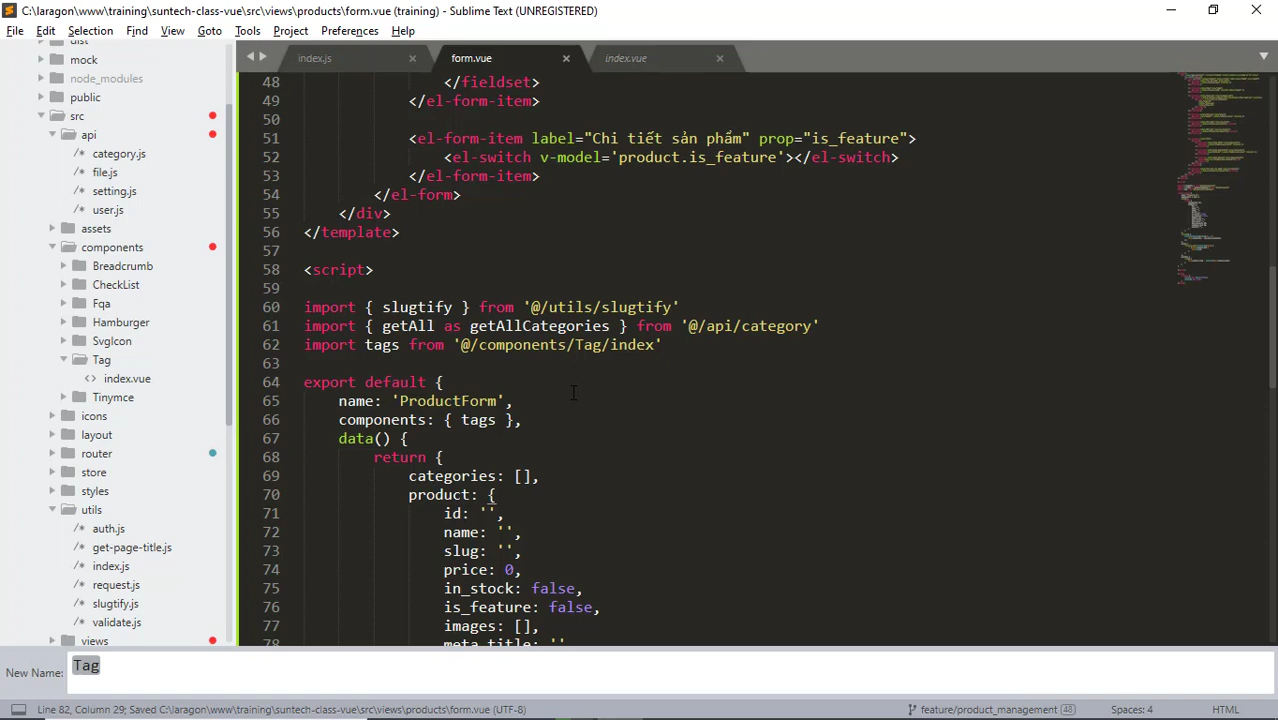 C:\laragon\www\training\suntech-class-vue\src\views\products\form.vue (training) - Sublime Text (UNREGISTERED)
File Edit Selection Find View Goto Tools Project Preferences Help
dist
mock
node_modules
public
src
api
category.js
file.js
setting.js
user.js
assets
components
Breadcrumb
CheckList
Fqa
Hamburger
SvgIcon
Tag
index.vue
Tinymce
icons
layout
router
store
styles
utils
auth.js
get-page-title.js
index.js
request.js
slugtify.js
validate.js
views
index.js form.vue index.vue
48 </fieldset>
49 </el-form-item>
50
51 <el-form-item label="Chi tiết sản phẩm" prop="is_feature">
52 <el-switch v-model='product.is_feature'></el-switch>
53 </el-form-item>
54 </el-form>
55 </div>
56 </template>
57
58 <script>
59
60 import { slugtify } from '@/utils/slugtify'
61 import { getAll as getAllCategories } from '@/api/category'
62 import tags from '@/components/Tag/index'
63
64 export default {
65 name: 'ProductForm',
66 components: { tags },
67 data() {
68 return {
69 categories: [],
70 product: {
71 id: '',
72 name: '',
73 slug: '',
74 price: 0,
75 in_stock: false,
76 is_feature: false,
77 images: [],
78 meta_title: ''
New Name: Tag
Line 82, Column 29; Saved C:\laragon\www\training\suntech-class-vue\src\views\products\form.vue (UTF-8)
feature/product_management 48 Spaces: 4 HTML